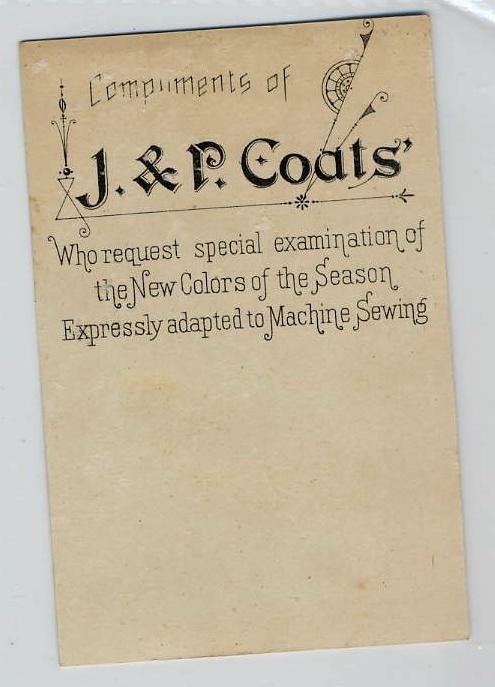 Compliments of
J. & P. Coats'
Who request special examination of
the New Colors of the Season
Expressly adapted to Machine Sewing